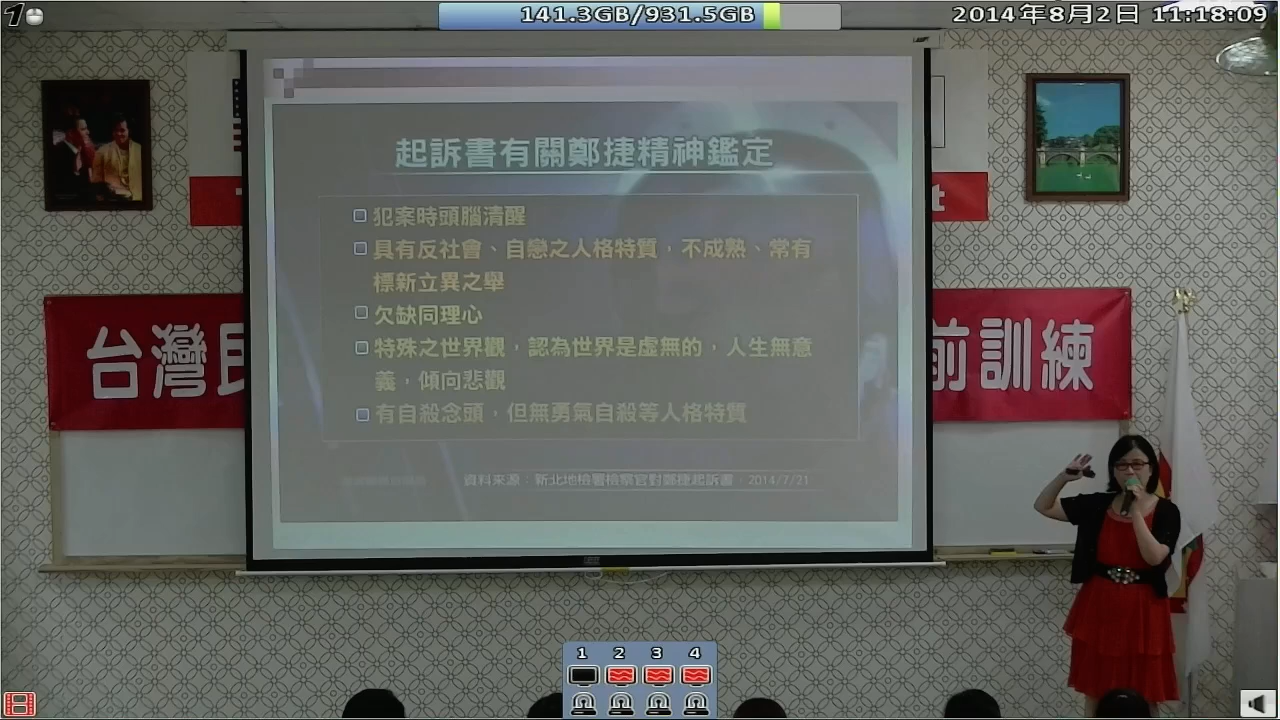 1
141.3GB/931.5GB
2014年8月2日 11:18:09
起訴書有關鄭捷精神鑑定
犯案時頭腦清醒
具有反社會、自戀之人格特質，不成熟、常有
標新立異之舉
欠缺同理心
特殊之世界觀，認為世界是虛無的，人生無意
義，傾向悲觀
有自殺念頭，但無勇氣自殺等人格特質
資料來源：新北地檢署檢察官對鄭捷起訴書：2014/7/21
t
台灣民
前訓練
1 2 3 4